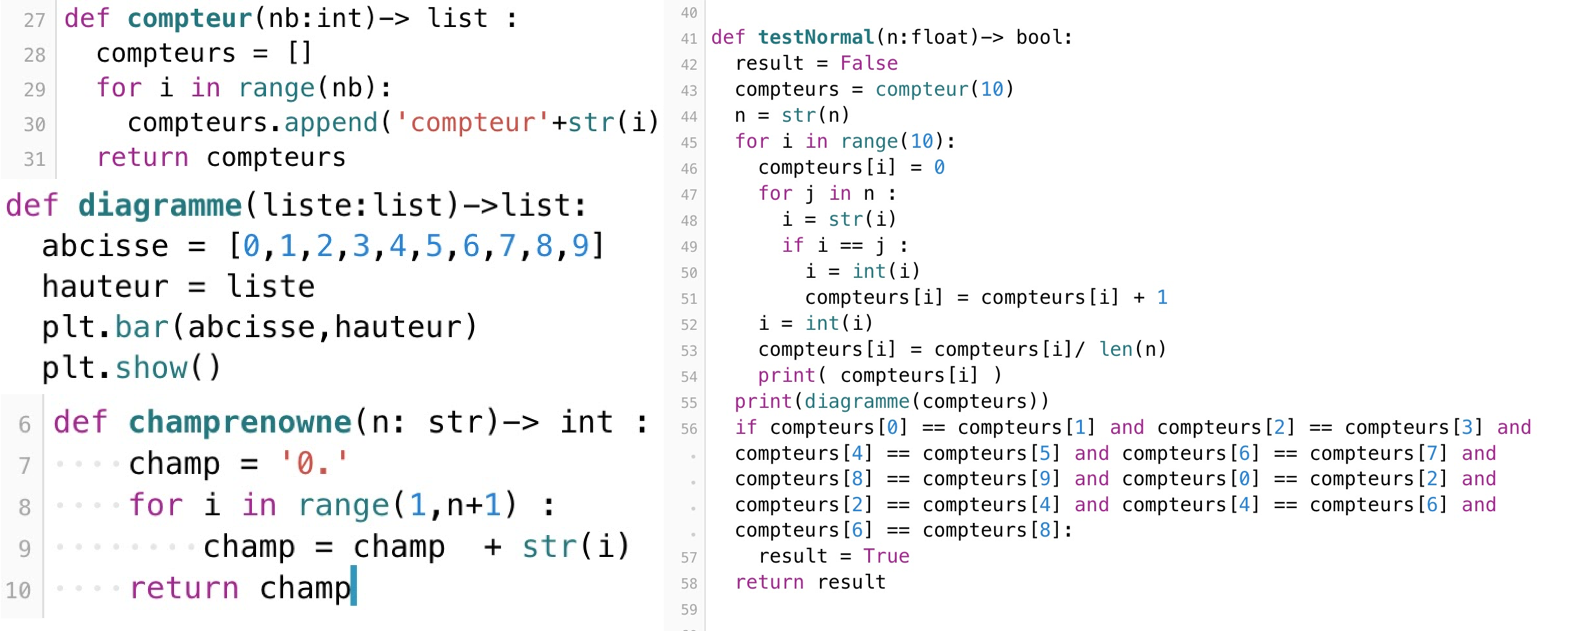 27 def compteur(nb:int)-> list :
28 compteurs = []
29 for i in range(nb):
30 compteurs.append('compteur'+str(i)
31 return compteurs
def diagramme(liste:list)->list:
abcisse = [0,1,2,3,4,5,6,7,8,9]
hauteur = liste
plt.bar(abcisse,hauteur)
plt.show()
6 def champrenowne(n: str)-> int :
7 champ = '0.'
8 for i in range(1,n+1) :
9 champ = champ + str(i)
10 return champ
40
41 def testNormal(n:float)-> bool:
42 result = False
43 compteurs = compteur(10)
44 n = str(n)
45 for i in range(10):
46 compteurs[i] = 0
47 for j in n :
48 i = str(i)
49 if i == j :
50 i = int(i)
51 compteurs[i] = compteurs[i] + 1
52 i = int(i)
53 compteurs[i] = compteurs[i]/ len(n)
54 print( compteurs[i] )
55 print(diagramme(compteurs))
56 if compteurs[0] == compteurs[1] and compteurs[2] == compteurs[3] and
compteurs[4] == compteurs[5] and compteurs[6] == compteurs[7] and
compteurs[8] == compteurs[9] and compteurs[0] == compteurs[2] and
compteurs[2] == compteurs[4] and compteurs[4] == compteurs[6] and
compteurs[6] == compteurs[8]:
57 result = True
58 return result
59